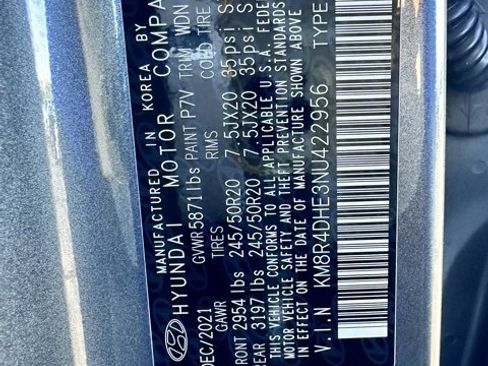 MANUFACTURED IN KOREA BY
HYUNDAI MOTOR COMPA
DEC/2021 GVWR 5871 lbs PAINT P7V TRIM WDN
GAWR TIRES RIMS COLD TIRE
FRONT 2954 lbs 245/50R20 7.5JX20 35psi
REAR 3197 lbs 245/50R20 7.5JX20 35psi
THIS VEHICLE CONFORMS TO ALL APPLICABLE U.S.A. FEDE
VEHICLE SAFETY AND THEFT PREVENTION STANDARDS
IN EFFECT ON THE DATE OF MANUFACTURE SHOWN ABOVE
V.I.N KM8R4DHE3NU422956 TYPE